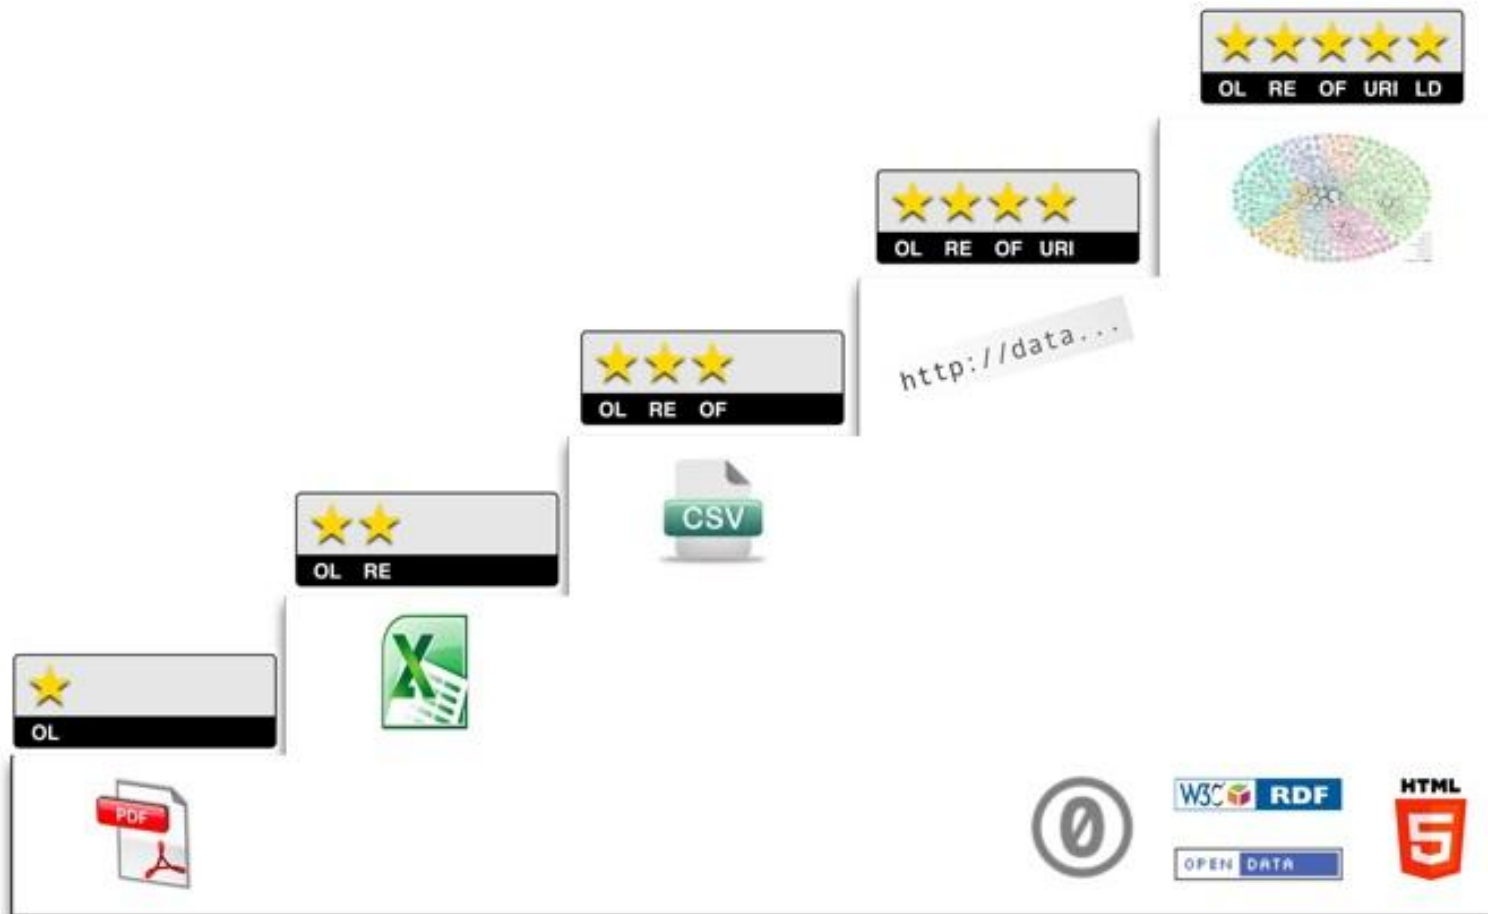 OL RE OF URI LD
OL RE OF URI
http://data...
OL RE OF
CSV
OL RE
X
OL
PDF
0
W3C RDF
OPEN DATA
HTML
5